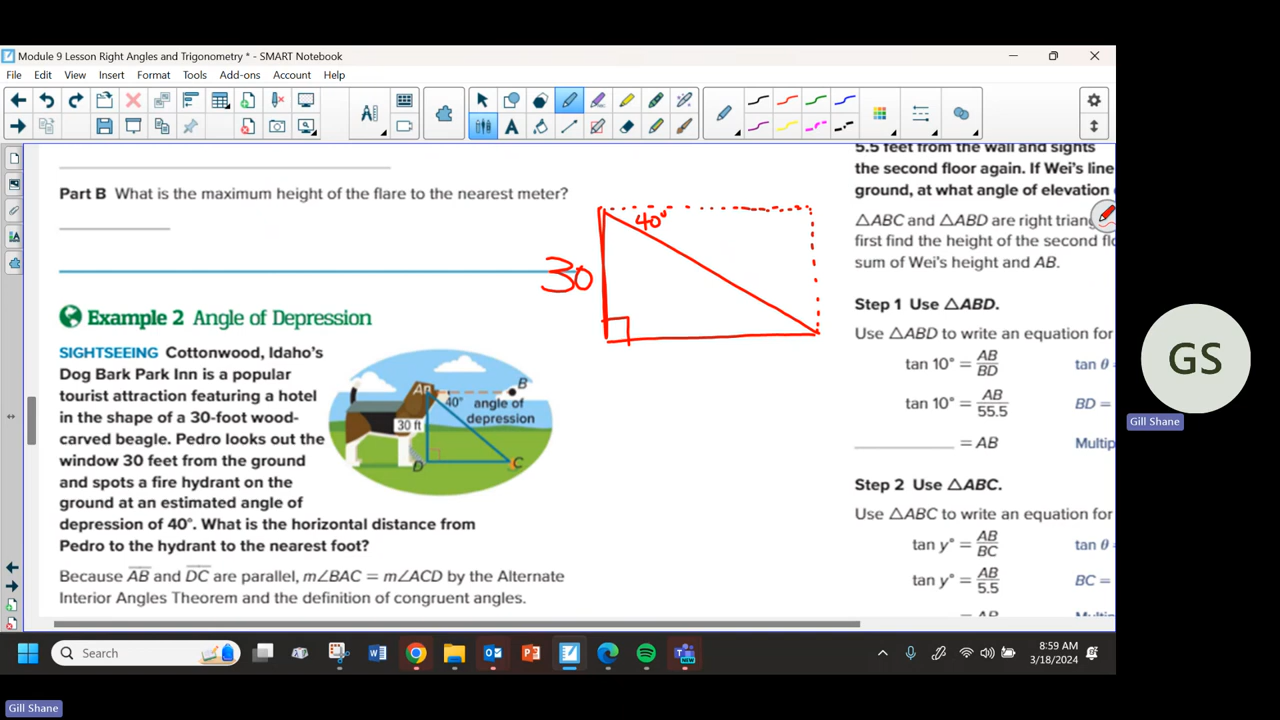 Module 9 Lesson Right Angles and Trigonometry * - SMART Notebook
File Edit View Insert Format Tools Add-ons Account Help
Part B What is the maximum height of the flare to the nearest meter?
40°
30
Example 2 Angle of Depression
SIGHTSEEING Cottonwood, Idaho's
Dog Bark Park Inn is a popular
tourist attraction featuring a hotel
in the shape of a 30-foot wood-
carved beagle. Pedro looks out the
window 30 feet from the ground
and spots a fire hydrant on the
ground at an estimated angle of
depression of 40°. What is the horizontal distance from
Pedro to the hydrant to the nearest foot?
A
B
40° angle of
depression
30 ft
D
C
Because AB and DC are parallel, m∠BAC = m∠ACD by the Alternate
Interior Angles Theorem and the definition of congruent angles.
5.5 feet from the wall and sights
the second floor again. If Wei's line
ground, at what angle of elevation
△ABC and △ABD are right
first find the height of the second
sum of Wei's height and AB.
Step 1 Use △ABD.
Use △ABD to write an equation for
tan 10° = AB/BD tan θ
tan 10° = AB/55.5 BD =
= AB
Step 2 Use △ABC.
Use △ABC to write an equation for
tan y° = AB/BC tan θ
tan y° = AB/5.5 BC =
GS
Gill Shane
Search
8:59 AM
3/18/2024
Gill Shane